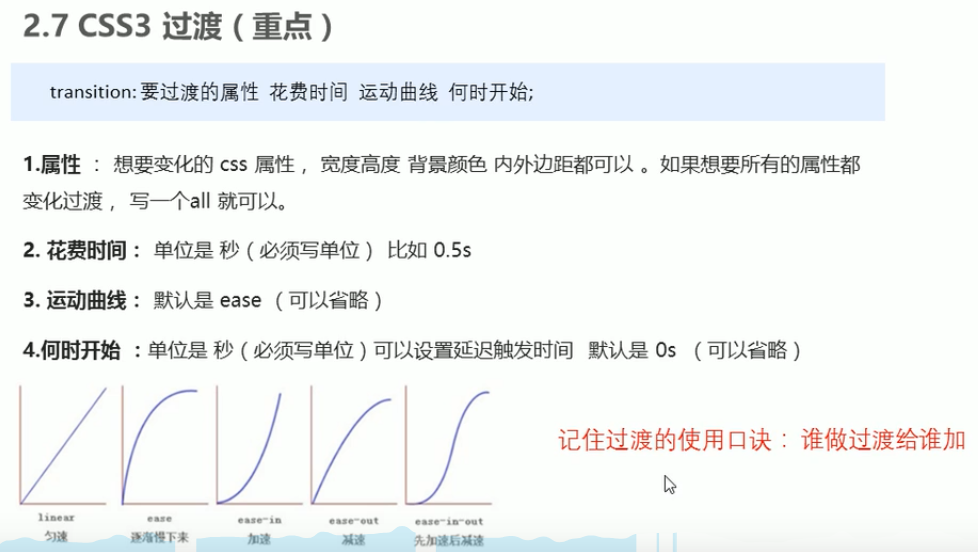 2.7 CSS3 过渡（重点）
transition: 要过渡的属性 花费时间 运动曲线 何时开始;
1.属性 ： 想要变化的 css 属性， 宽度高度 背景颜色 内外边距都可以 。如果想要所有的属性都
变化过渡， 写一个all 就可以。
2. 花费时间： 单位是 秒（必须写单位） 比如 0.5s
3. 运动曲线： 默认是 ease （可以省略）
4.何时开始 ：单位是 秒（必须写单位）可以设置延迟触发时间 默认是 0s （可以省略）
记住过渡的使用口诀： 谁做过渡给谁加
linear ease ease-in ease-out ease-in-out
匀速 逐渐慢下来 加速 减速 先加速后减速